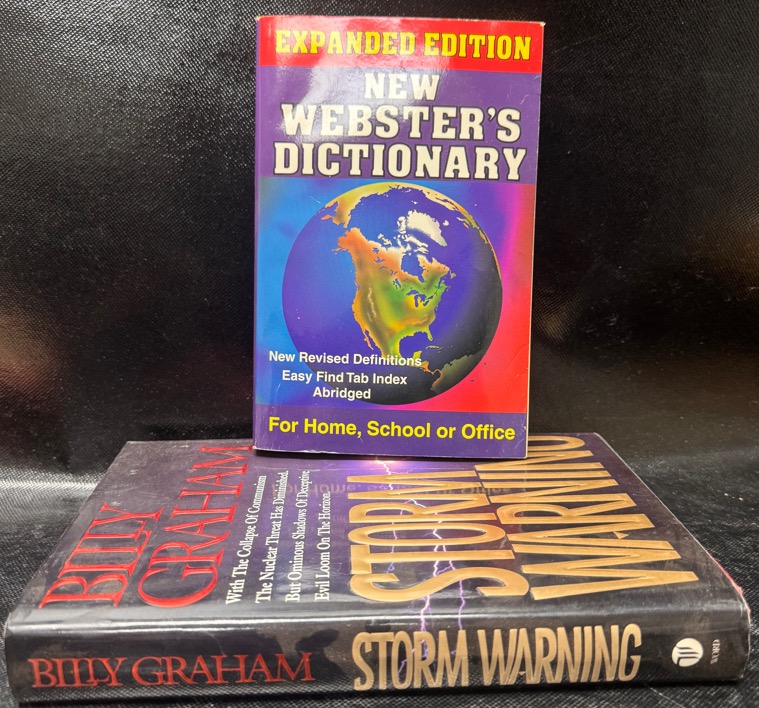 EXPANDED EDITION
NEW
WEBSTER'S
DICTIONARY
New Revised Definitions
Easy Find Tab Index
Abridged
For Home, School or Office
BILLY
GRAHAM
With The Collapse Of Communism
The Nuclear Threat Has Diminished
But Ominous Shadows Of Deceptive
Evil Loom On The Horizon
STORM
WARNING
BILLY GRAHAM
STORM WARNING